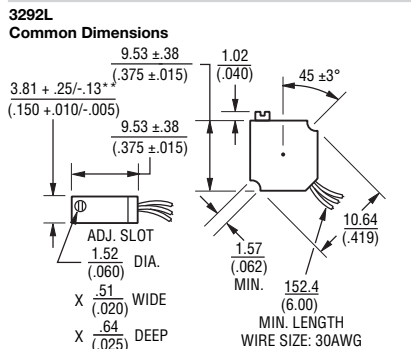 3292L
Common Dimensions
9.53 ±.38
(.375 ±.015)
1.02
(.040)
45 ±3°
3.81 + .25/-.13**
(.150 +.010/-.005)
9.53 ±.38
(.375 ±.015)
ADJ. SLOT
1.52
(.060) DIA.
X .51
(.020) WIDE
X .64
(.025) DEEP
1.57
(.062)
MIN.
10.64
(.419)
152.4
(6.00)
MIN. LENGTH
WIRE SIZE: 30AWG